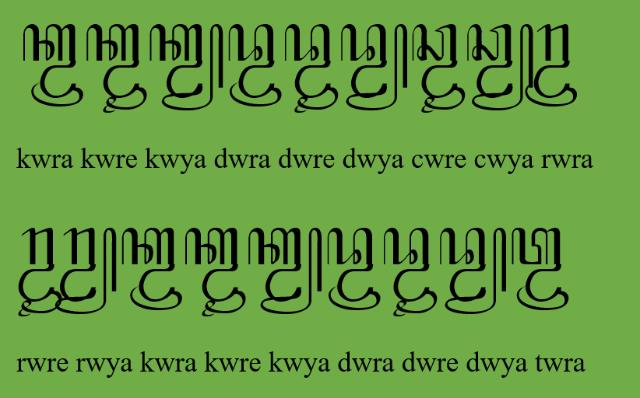 ꦏ꧀ꦮꦿꦏ꧀ꦮꦽꦏ꧀ꦮꦾꦢ꧀ꦮꦿꦢ꧀ꦮꦽꦢ꧀ꦮꦾꦕ꧀ꦮꦽꦕ꧀ꦮꦾꦫ꧀ꦮꦿ
kwra kwre kwya dwra dwre dwya cwre cwya rwra
ꦫ꧀ꦮꦽꦫ꧀ꦮꦾꦏ꧀ꦮꦿꦏ꧀ꦮꦽꦏ꧀ꦮꦾꦢ꧀ꦮꦿꦢ꧀ꦮꦽꦢ꧀ꦮꦾꦠ꧀ꦮꦿ
rwre rwya kwra kwre kwya dwra dwre dwya twra